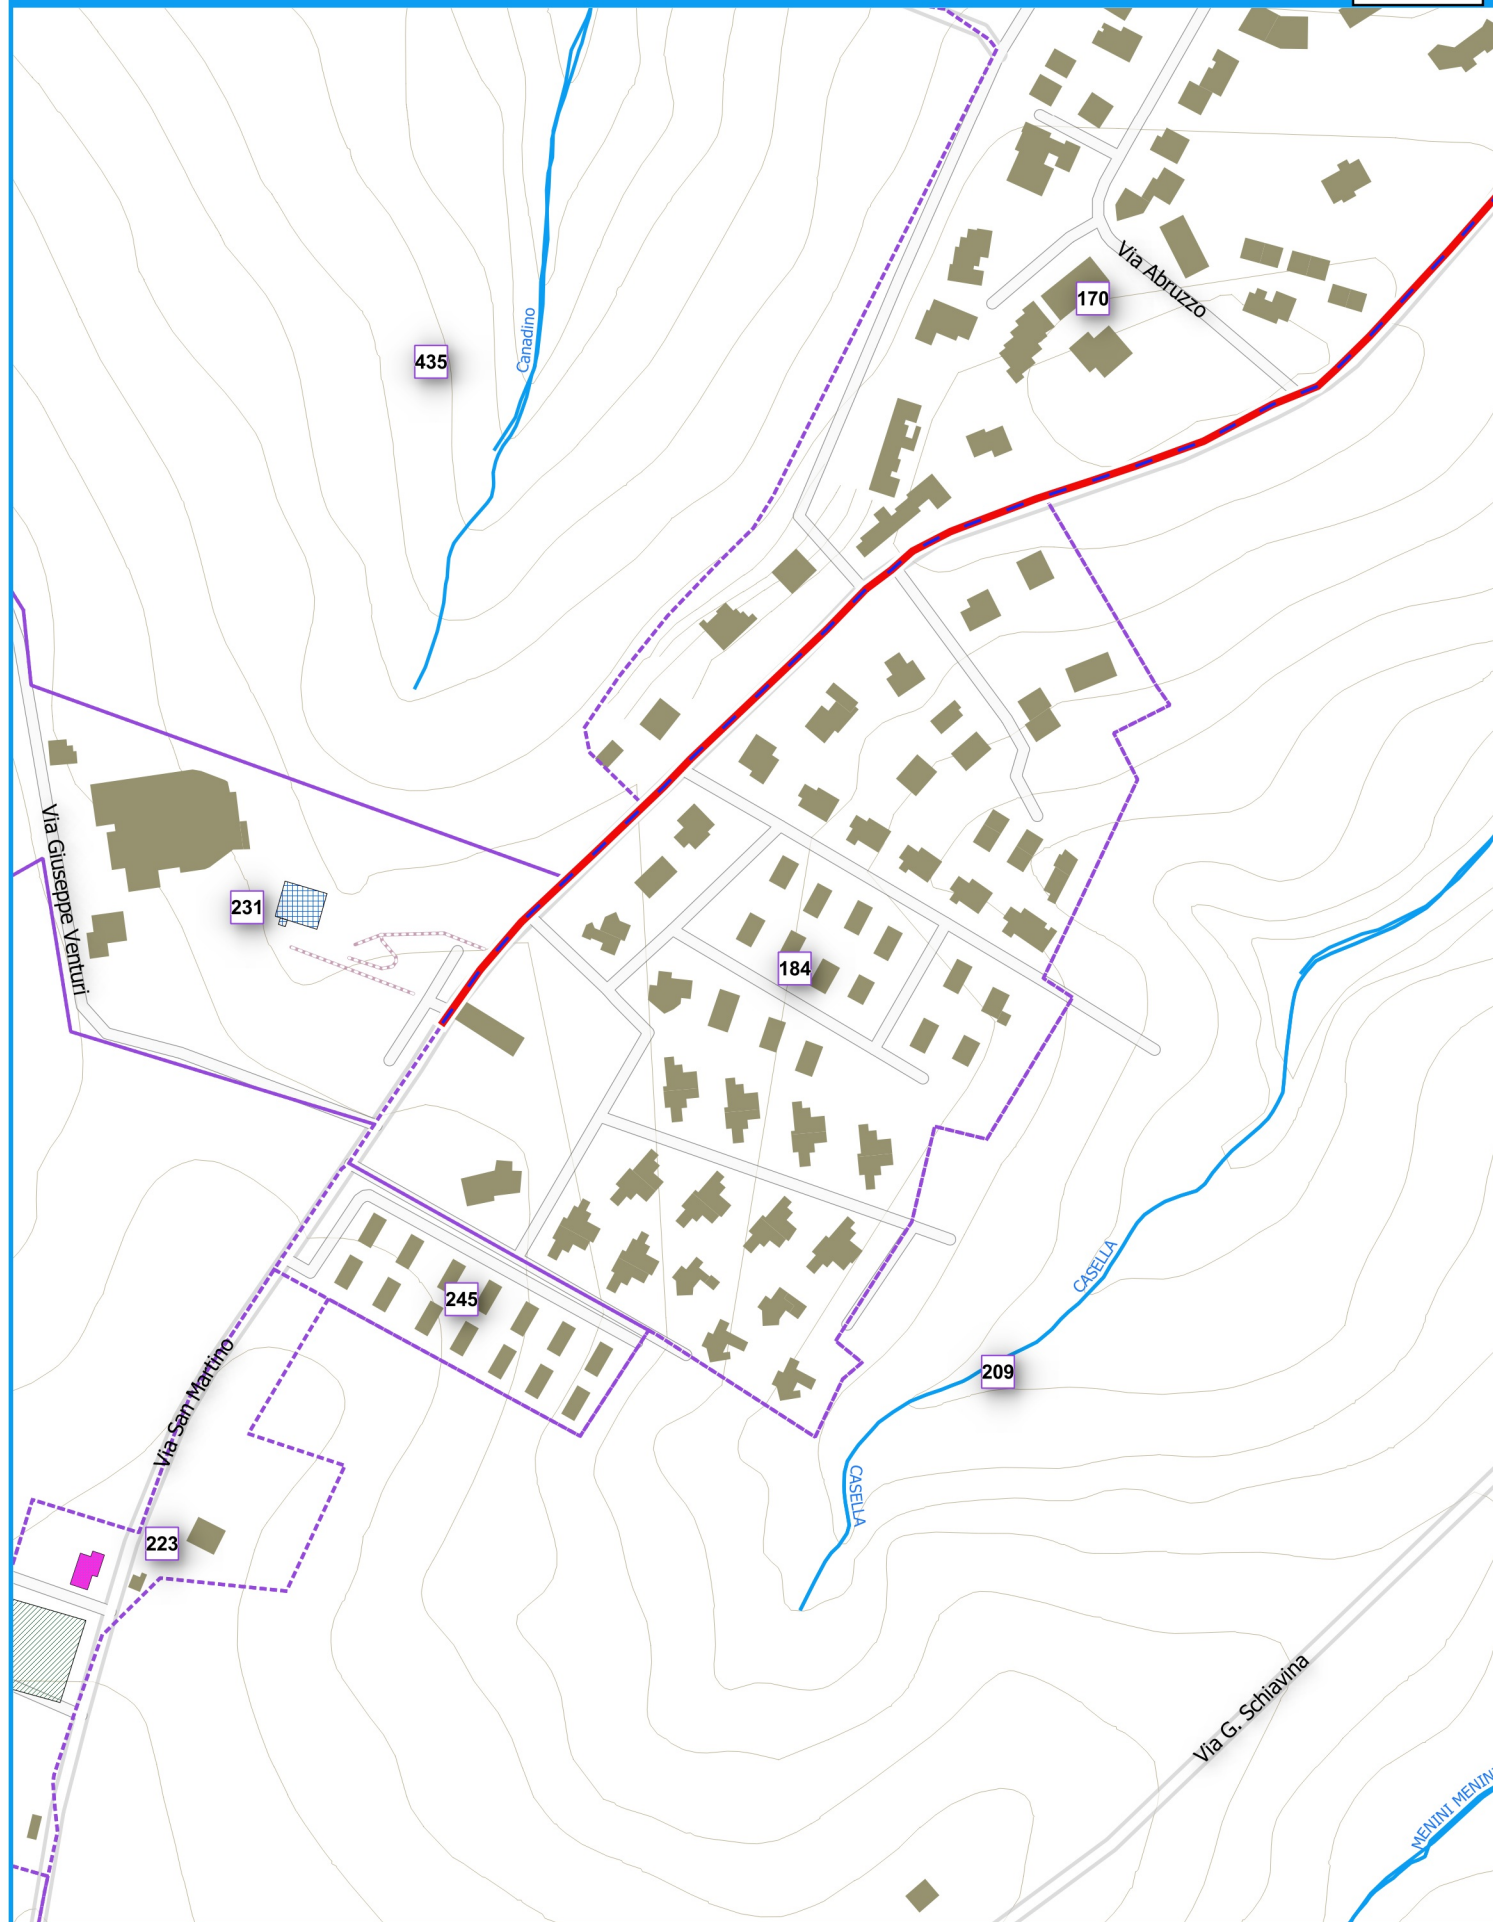 Via Abruzzo
170
Canadino
435
Via Giuseppe Venturi
231
184
CASELLA
245
209
Via San Martino
CASELLA
223
Via G. Schiavina
MENINI MENINI